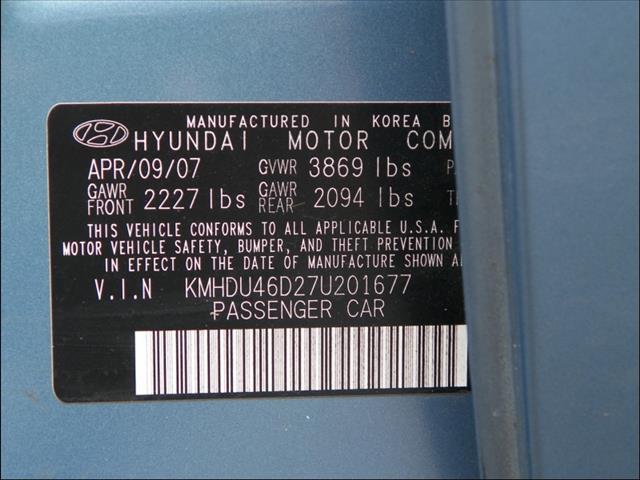 MANUFACTURED IN KOREA B
HYUNDAI MOTOR COM
APR/09/07 GVWR 3869 lbs
GAWR FRONT 2227 lbs GAWR REAR 2094 lbs
THIS VEHICLE CONFORMS TO ALL APPLICABLE U.S.A. F
MOTOR VEHICLE SAFETY, BUMPER, AND THEFT PREVENTION
IN EFFECT ON THE DATE OF MANUFACTURE SHOWN A
V.I.N KMHDU46D27U201677
PASSENGER CAR